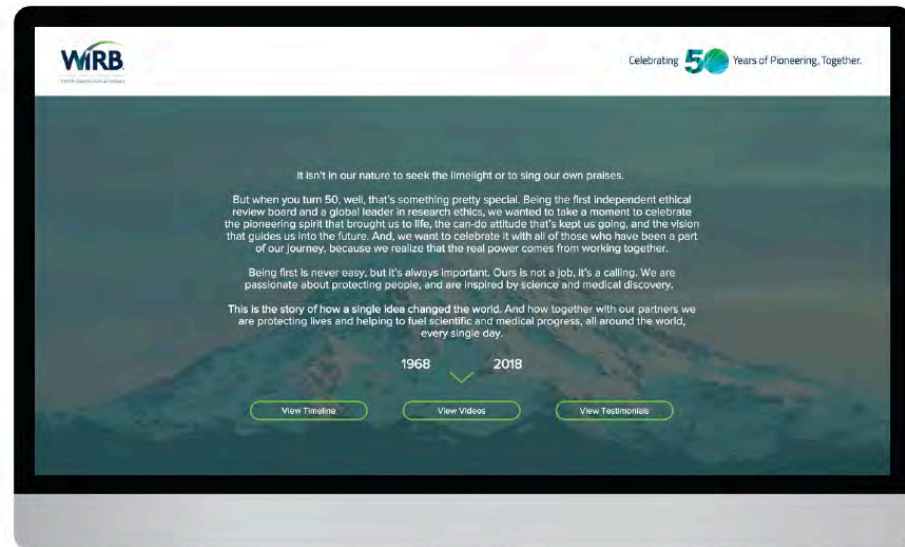 WIRB
Celebrating 50 Years of Pioneering, Together.
It isn't in our nature to seek the limelight or to sing our own praises.
But when you turn 50, well, that's something pretty special. Being the first independent ethical
review board and a global leader in research ethics, we wanted to take a moment to celebrate
the pioneering spirit that brought us to life, the can-do attitude that's kept us going, and the vision
that guides us into the future. And, we want to celebrate it with all of those who have been a part
of our journey, because we realize that the real power comes from working together.
Being first is never easy, but it's always important. Ours is not a job, it's a calling. We are
passionate about protecting people, and are inspired by science and medical discovery.
This is the story of how a single idea changed the world. And how together with our partners we
are protecting lives and helping to fuel scientific and medical progress, all around the world,
every single day.
1968 2018
View Timeline View Videos View Testimonials